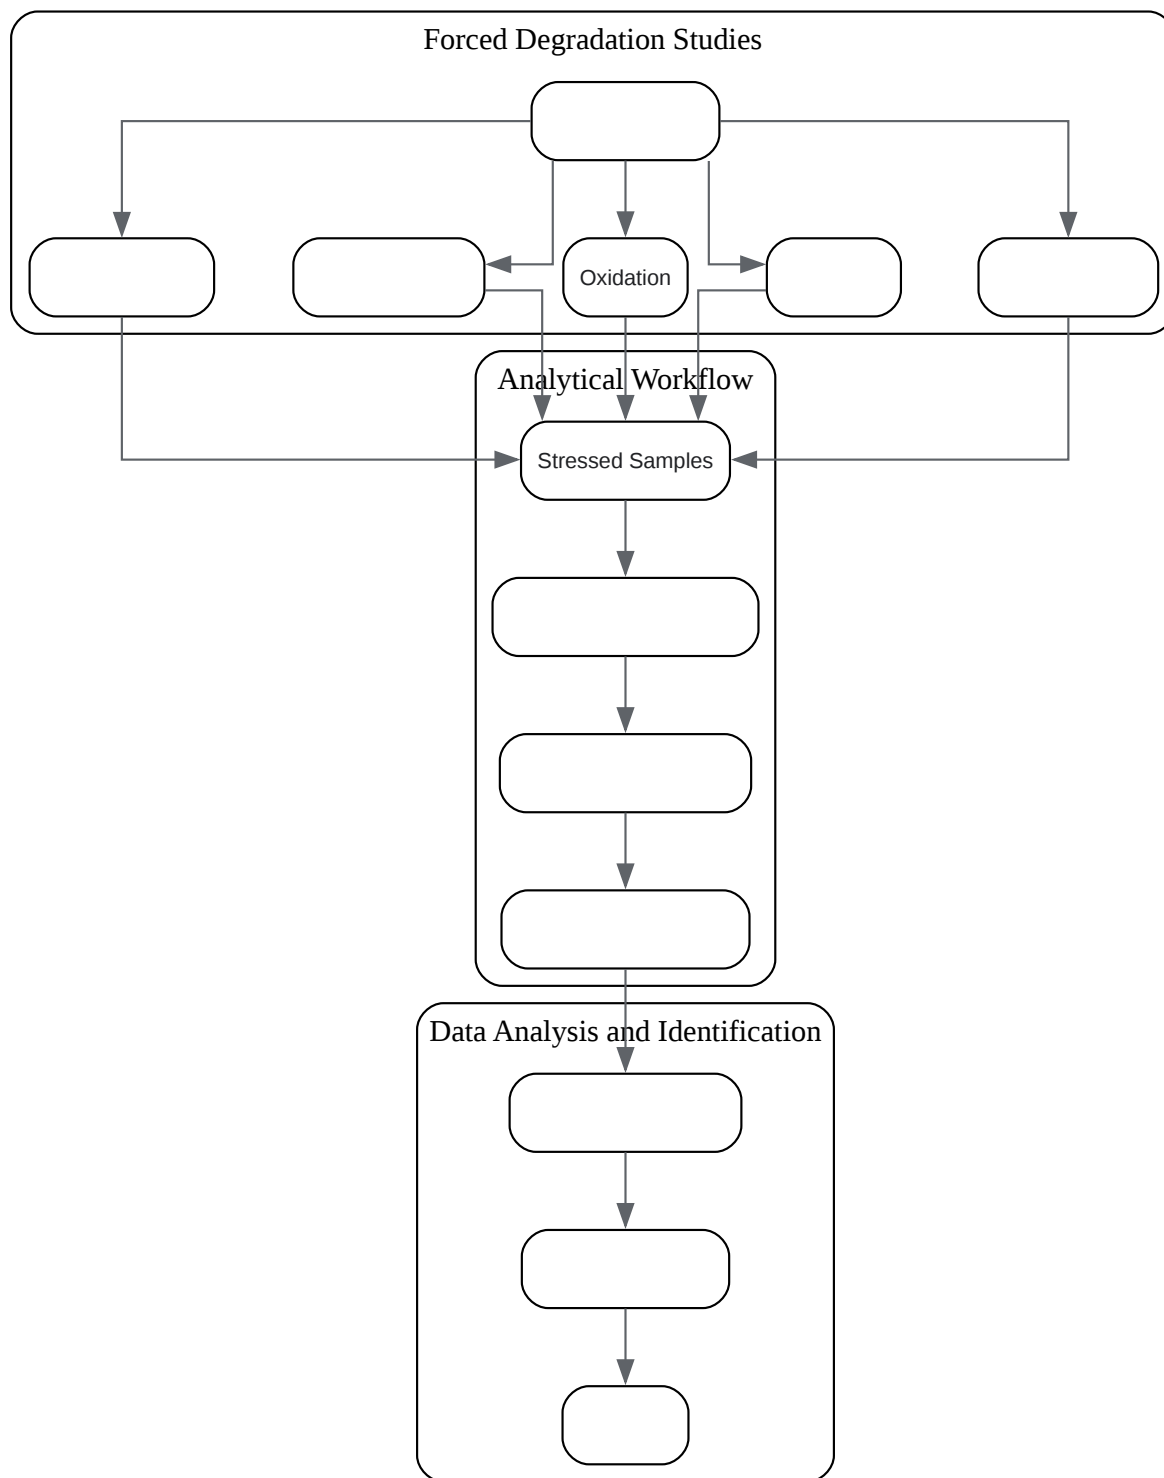 Forced Degradation Studies
Oxidation
Analytical Workflow
Stressed Samples
Data Analysis and Identification